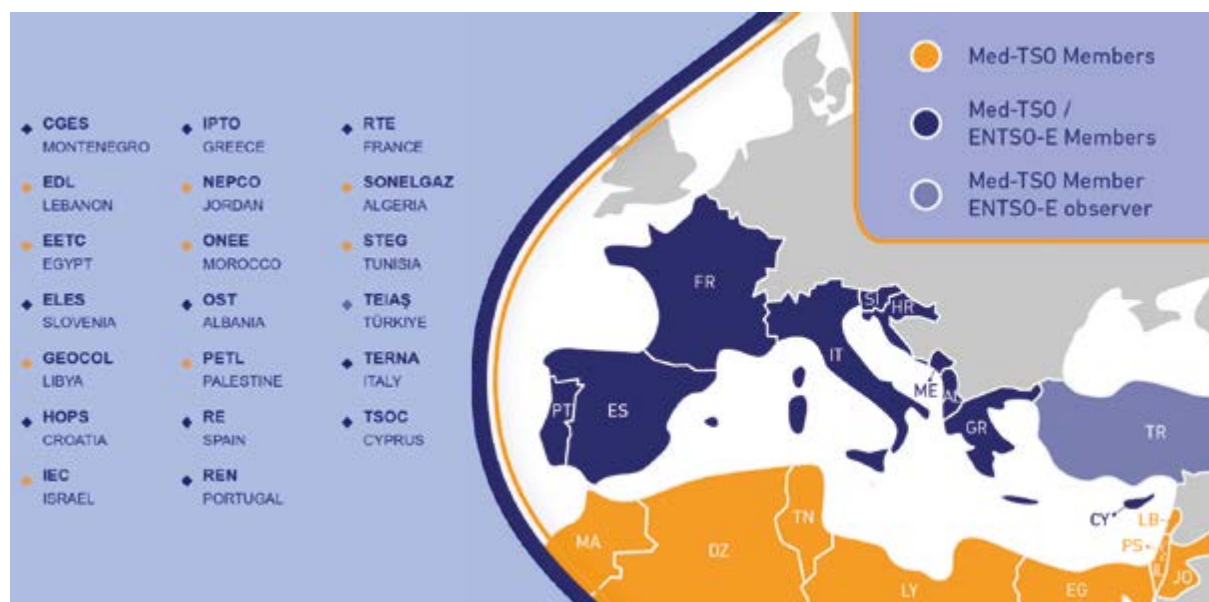 CGES
MONTENEGRO
EDL
LEBANON
EETC
EGYPT
ELES
SLOVENIA
GEOCOL
LIBYA
HOPS
CROATIA
IEC
ISRAEL
IPTO
GREECE
NEPCO
JORDAN
ONEE
MOROCCO
OST
ALBANIA
PETL
PALESTINE
RE
SPAIN
REN
PORTUGAL
RTE
FRANCE
SONELGAZ
ALGERIA
STEG
TUNISIA
TEIAŞ
TÜRKIYE
TERNA
ITALY
TSOC
CYPRUS
Med-TSO Members
Med-TSO /
ENTSO-E Members
Med-TSO Member
ENTSO-E observer
FR
SI
HR
IT
ME
AL
PT
ES
GR
TR
CY
LB
PS
IL
JO
MA
DZ
TN
LY
EG